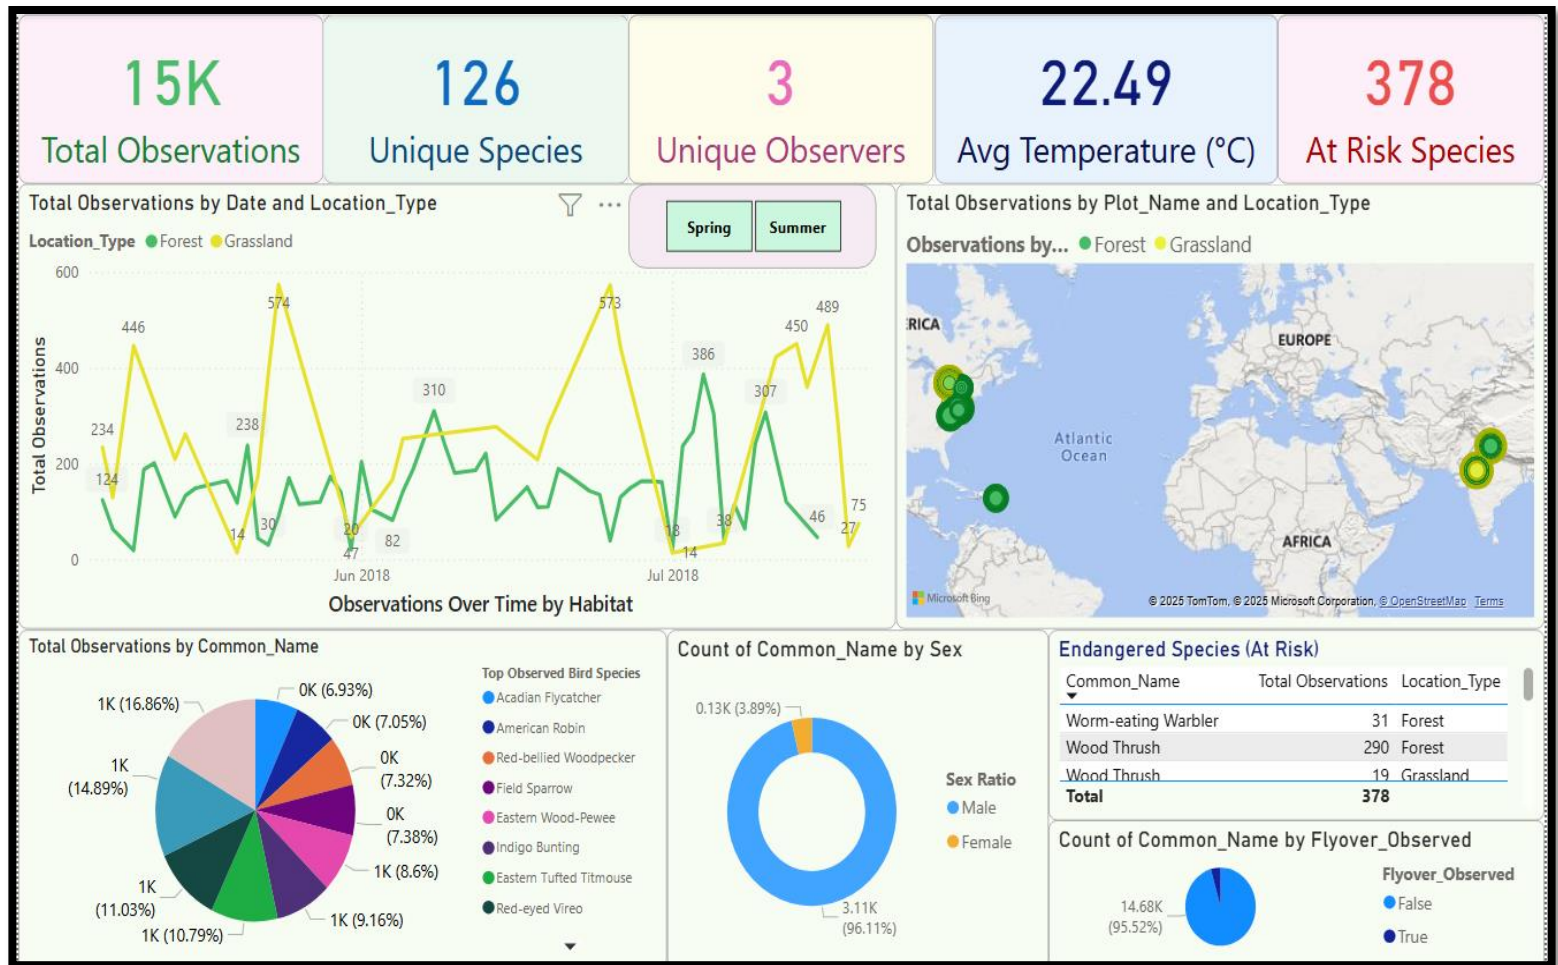 15K
Total Observations
126
Unique Species
3
Unique Observers
22.49
Avg Temperature (°C)
378
At Risk Species
Total Observations by Date and Location_Type
Location_Type Forest Grassland
Spring
Summer
600
400
200
0
Total Observations
234
124
446
238
14
30
574
20
47
82
310
573
18
14
386
38
307
450
489
46
27
75
Jun 2018
Jul 2018
Observations Over Time by Habitat
Total Observations by Plot_Name and Location_Type
Observations by... Forest Grassland
RICA
EUROPE
Atlantic
Ocean
AFRICA
Microsoft Bing
© 2025 TomTom, © 2025 Microsoft Corporation, © OpenStreetMap Terms
Total Observations by Common_Name
0K (6.93%)
0K (7.05%)
0K
(7.32%)
0K
(7.38%)
1K (8.6%)
1K (9.16%)
1K (10.79%)
1K
(11.03%)
1K
(14.89%)
1K (16.86%)
Top Observed Bird Species
Acadian Flycatcher
American Robin
Red-bellied Woodpecker
Field Sparrow
Eastern Wood-Pewee
Indigo Bunting
Eastern Tufted Titmouse
Red-eyed Vireo
Count of Common_Name by Sex
0.13K (3.89%)
3.11K
(96.11%)
Sex Ratio
Male
Female
Endangered Species (At Risk)
Common_Name Total Observations Location_Type
Worm-eating Warbler 31 Forest
Wood Thrush 290 Forest
Wood Thrush 19 Grassland
Total 378
Count of Common_Name by Flyover_Observed
14.68K
(95.52%)
Flyover_Observed
False
True